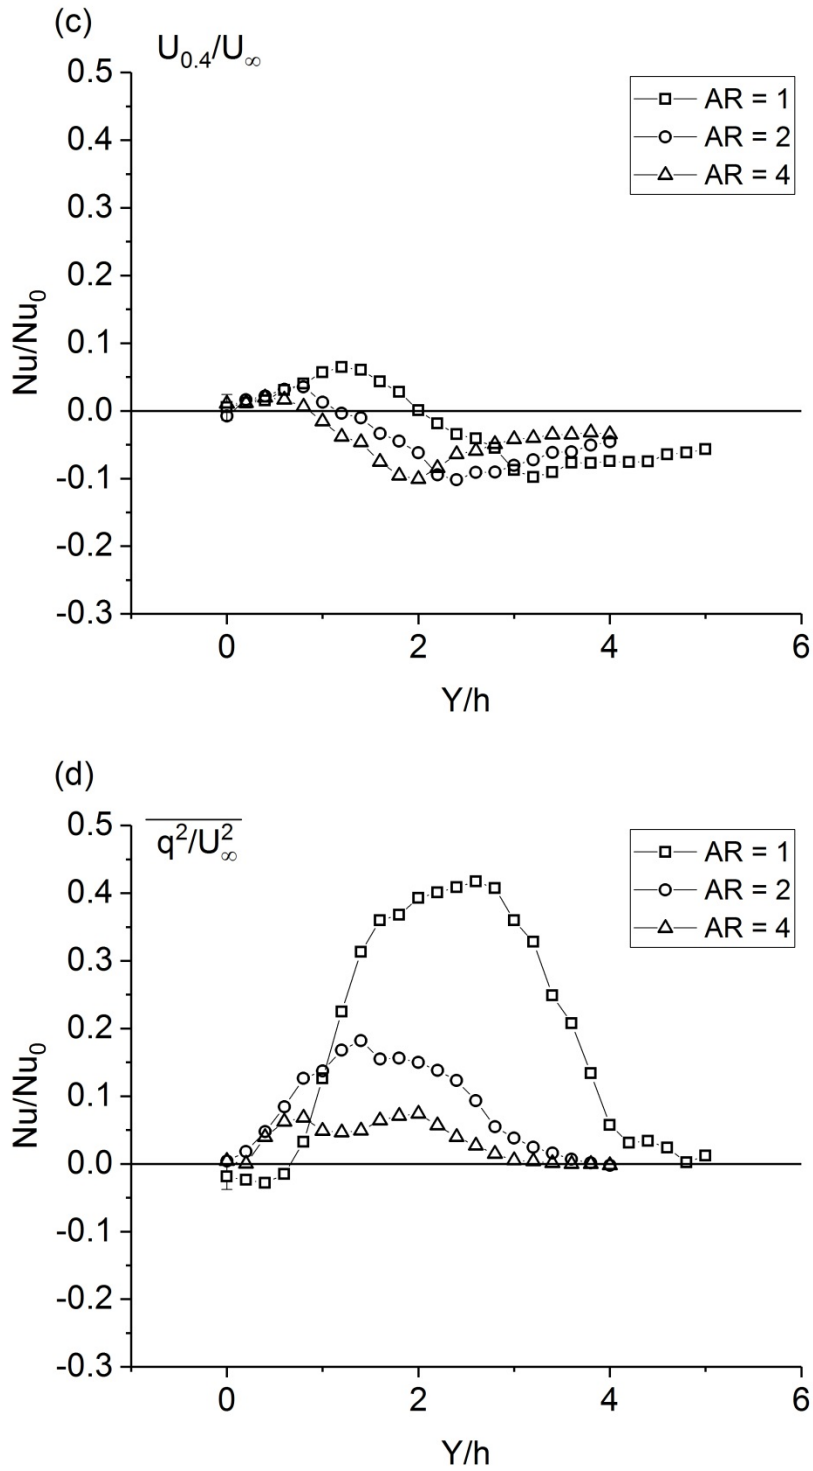 (c)
U₀.₄/U∞
0.5
0.4
0.3
0.2
0.1
0.0
-0.1
-0.2
-0.3
Nu/Nu₀
AR = 1
AR = 2
AR = 4
0 2 4 6
Y/h
(d)
q²/U²∞
0.5
0.4
0.3
0.2
0.1
0.0
-0.1
-0.2
-0.3
Nu/Nu₀
AR = 1
AR = 2
AR = 4
0 2 4 6
Y/h